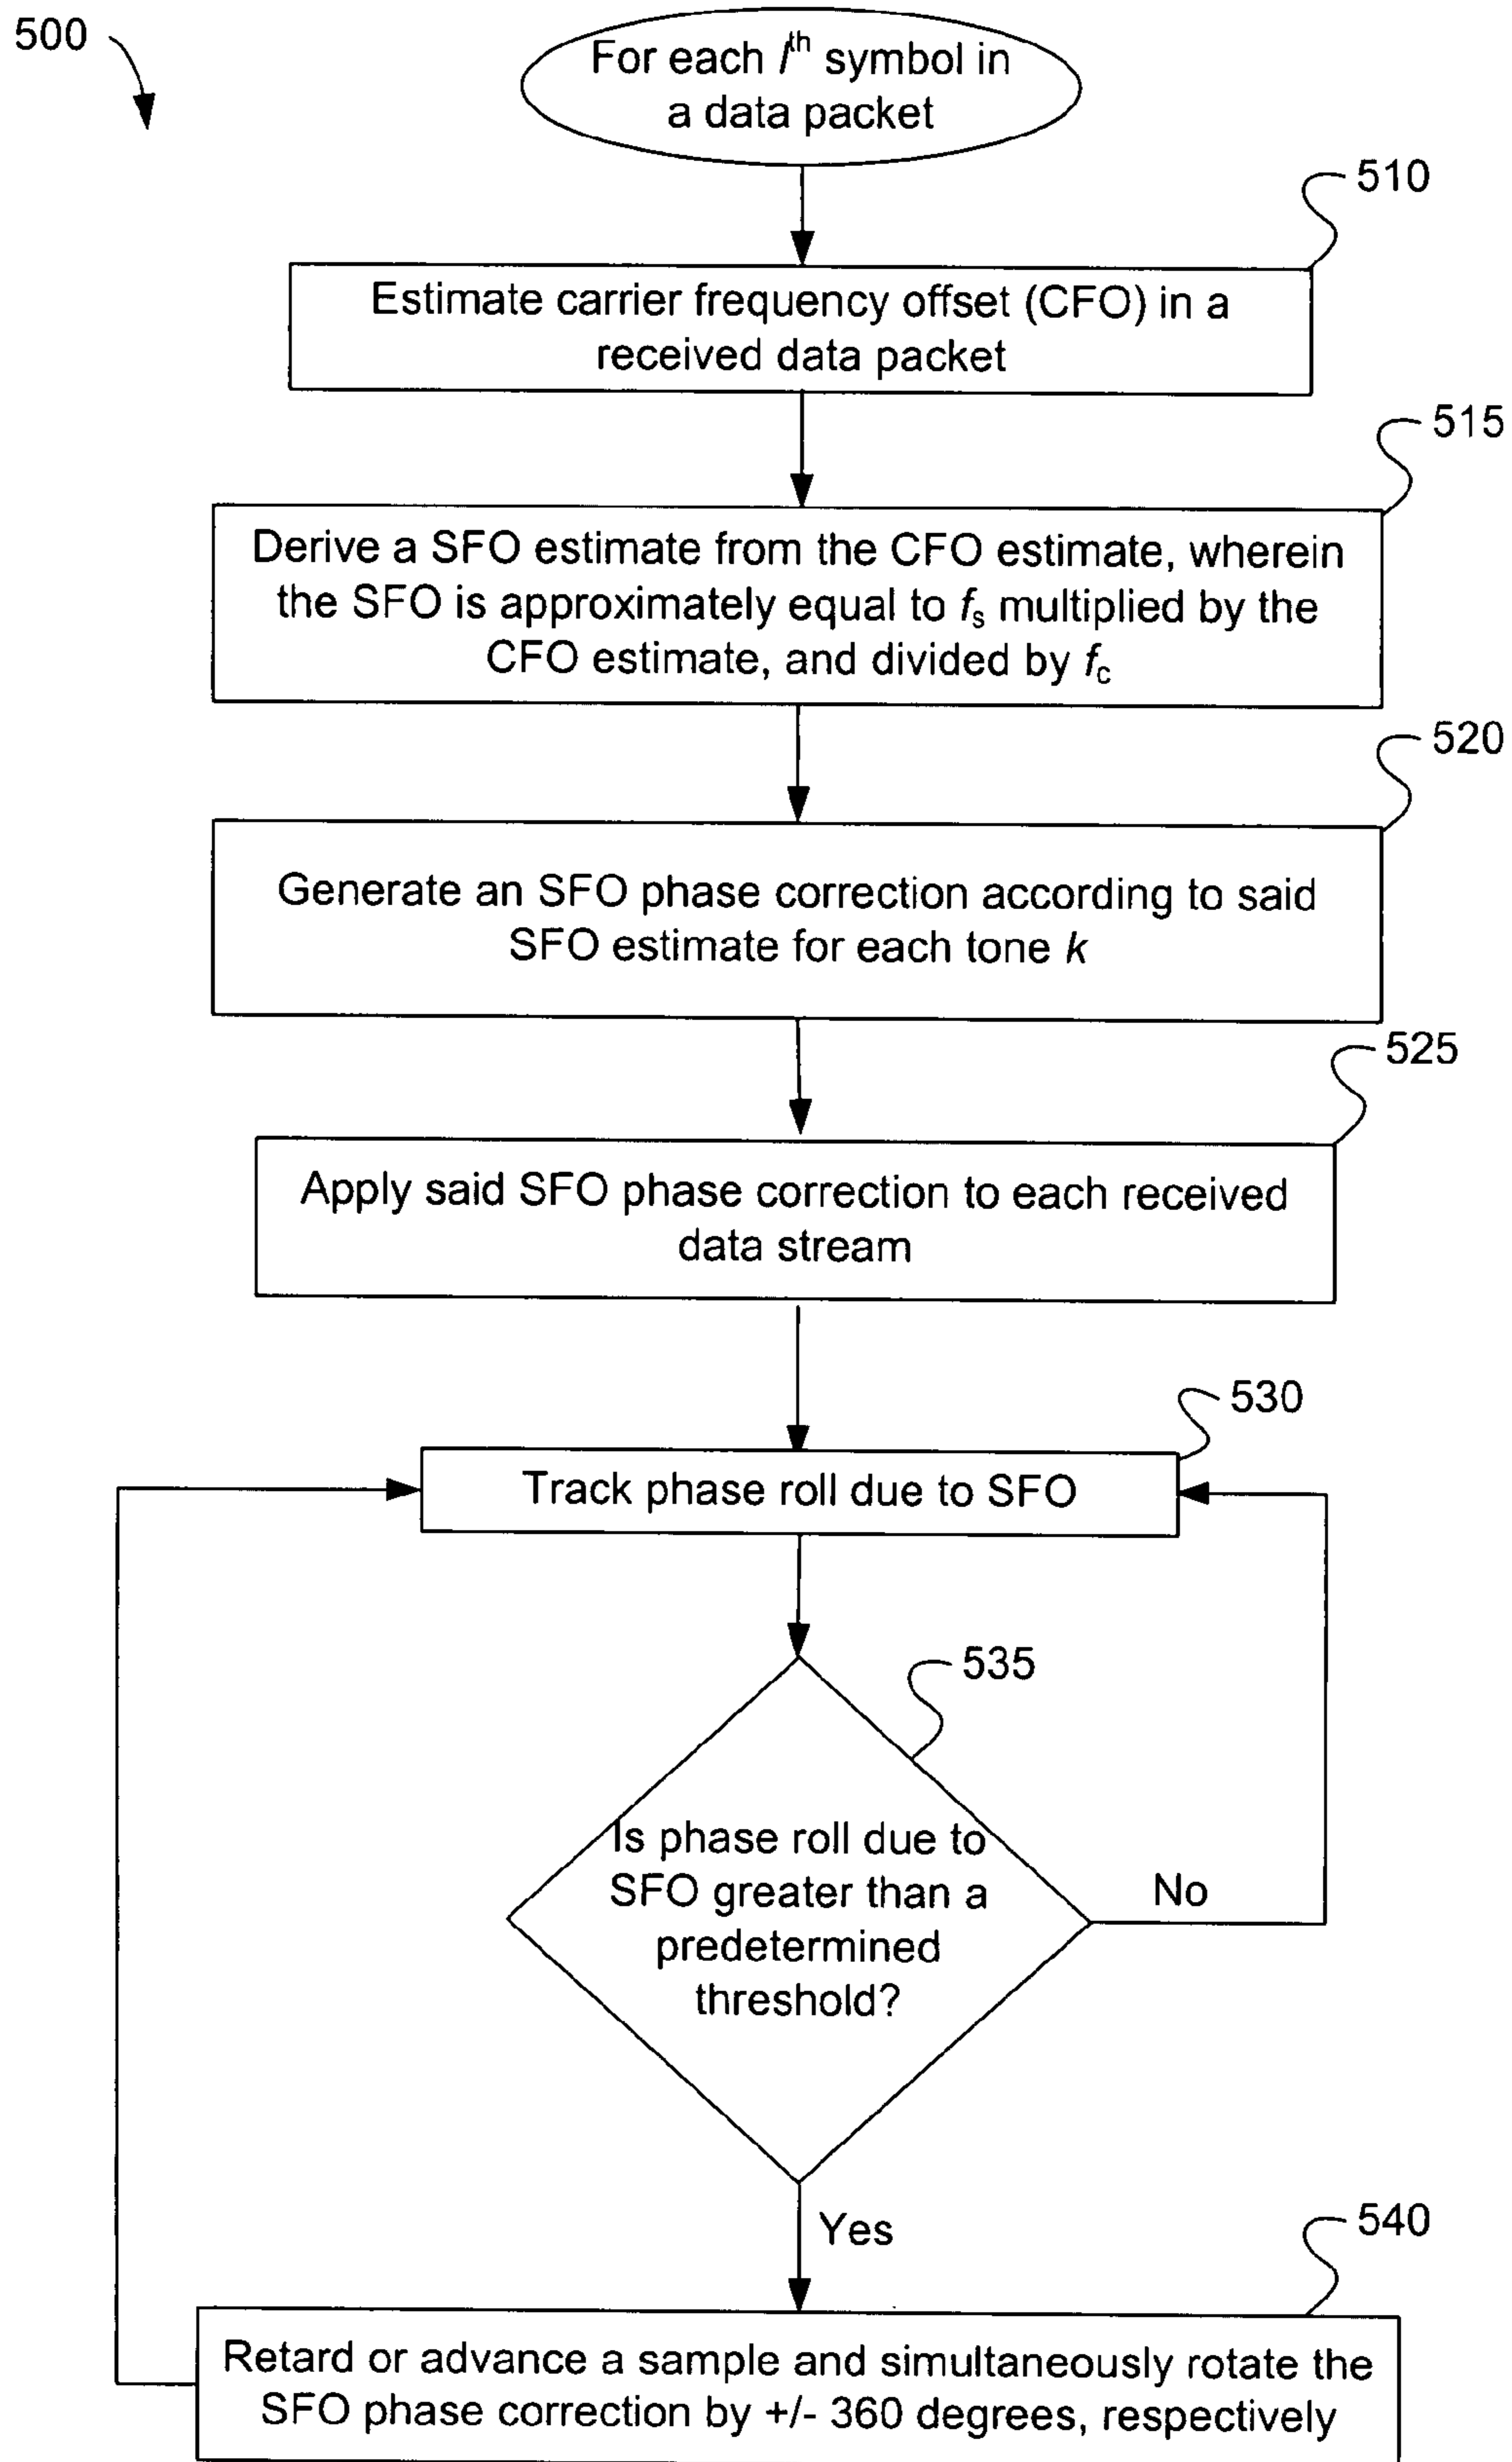 500
For each lth symbol in
a data packet
510
Estimate carrier frequency offset (CFO) in a
received data packet
515
Derive a SFO estimate from the CFO estimate, wherein
the SFO is approximately equal to fs multiplied by the
CFO estimate, and divided by fc
520
Generate an SFO phase correction according to said
SFO estimate for each tone k
525
Apply said SFO phase correction to each received
data stream
530
Track phase roll due to SFO
535
Is phase roll due to
SFO greater than a
predetermined
threshold?
No
Yes
540
Retard or advance a sample and simultaneously rotate the
SFO phase correction by +/- 360 degrees, respectively